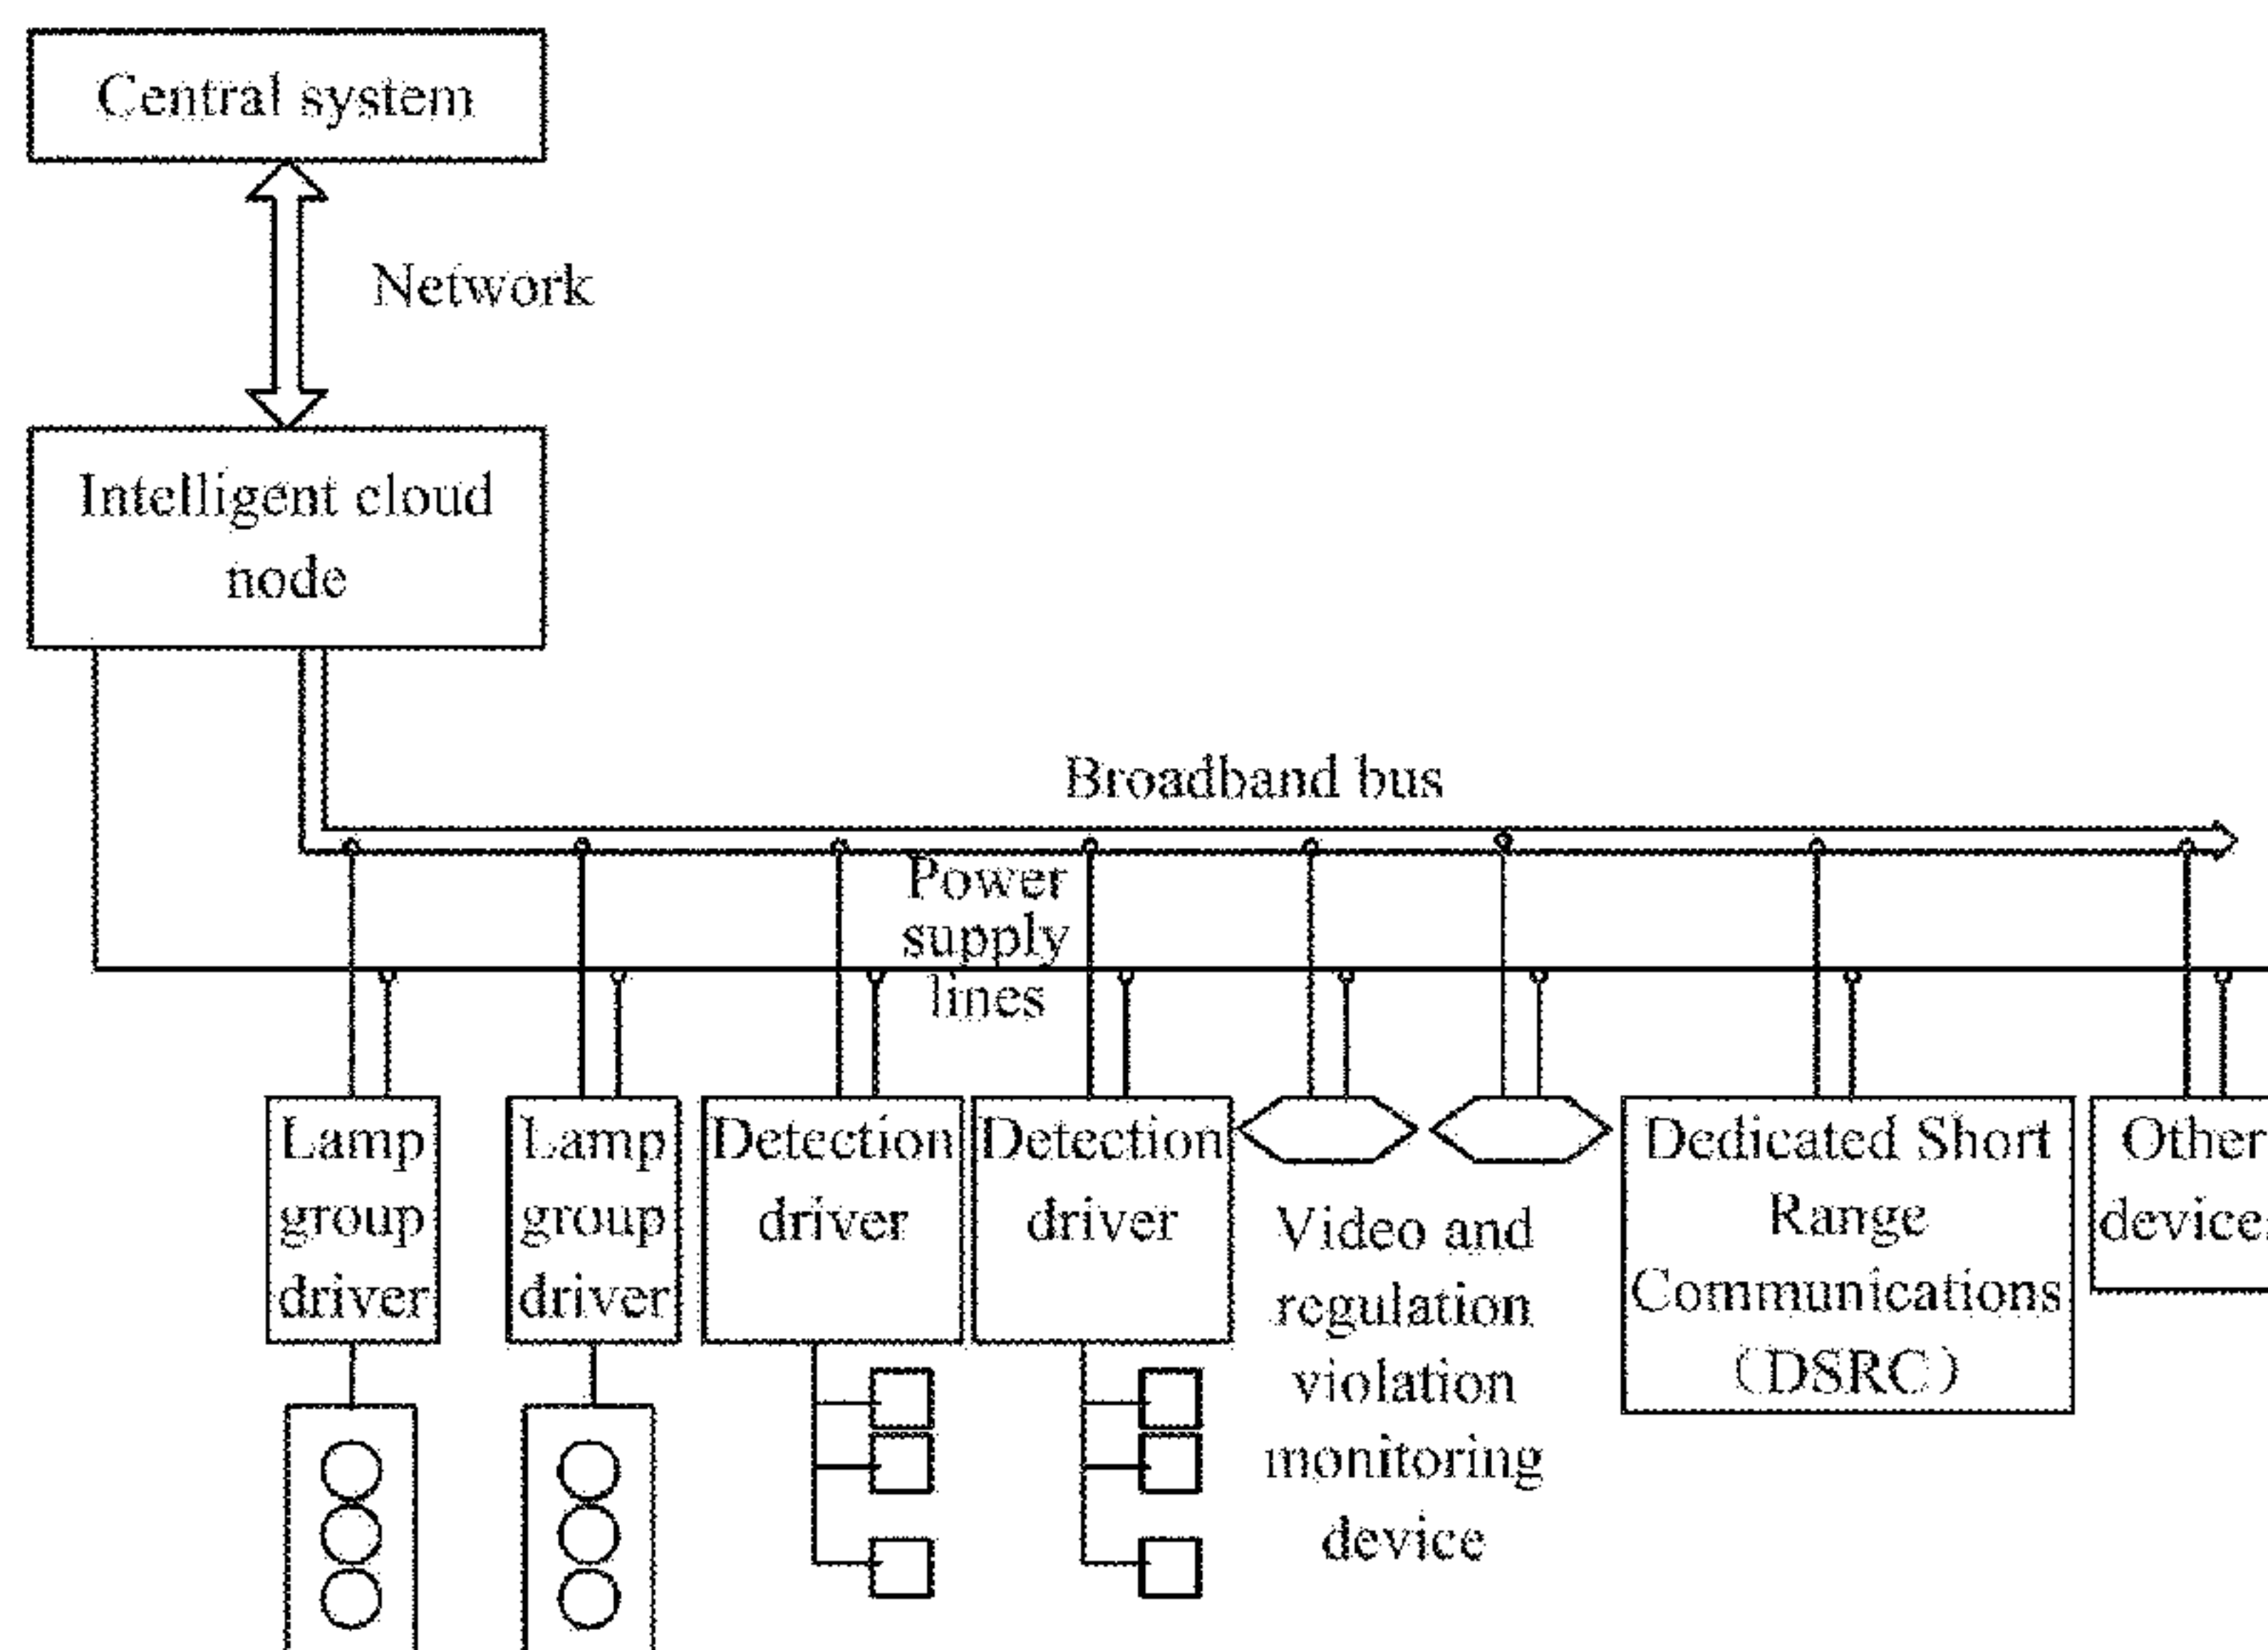 Central system
Network
Intelligent cloud
node
Broadband bus
Power
supply
lines
Lamp
group
driver
Lamp
group
driver
Detection
driver
Detection
driver
Video and
regulation
violation
monitoring
device
Dedicated Short
Range
Communications
(DSRC)
Other
devices